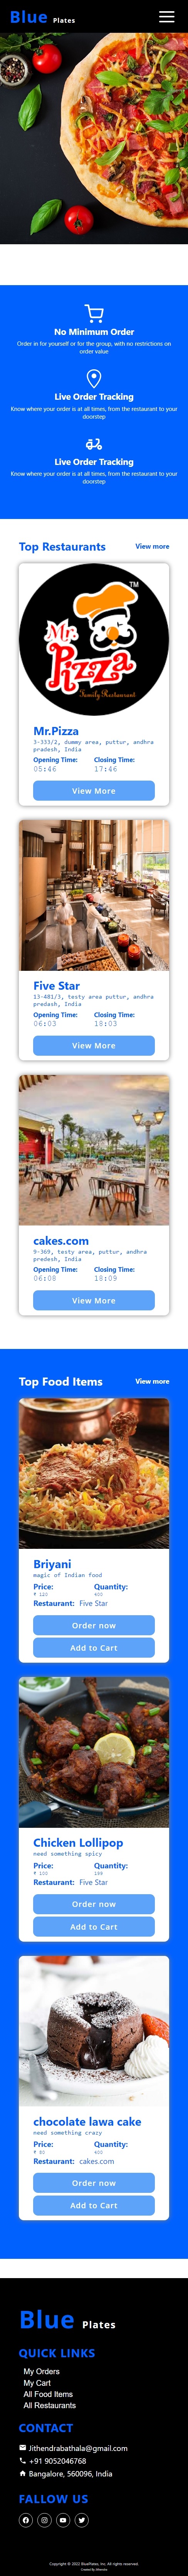 Blue Plates
No Minimum Order
Order in for yourself or for the group, with no restrictions on
order value
Live Order Tracking
Know where your order is at all times, from the restaurant to your
doorstep
Live Order Tracking
Know where your order is at all times, from the restaurant to your
doorstep
Top Restaurants
View more
TM
Mr. Pizza
Family Restaurant
Mr.Pizza
3-333/2, dummy area, puttur, andhra
pradesh, India
Opening Time: Closing Time:
05:46 17:46
View More
Five Star
13-481/3, testy area puttur, andhra
predash, India
Opening Time: Closing Time:
06:03 18:03
View More
cakes.com
9-369, testy area, puttur, andhra
predesh, India
Opening Time: Closing Time:
06:08 18:09
View More
Top Food Items
View more
Briyani
magic of Indian food
Price: Quantity:
₹ 120 400
Restaurant: Five Star
Order now
Add to Cart
Chicken Lollipop
need something spicy
Price: Quantity:
₹ 100
Restaurant: Five Star
Order now
Add to Cart
chocolate lawa cake
need something crazy
Price: Quantity:
₹ 80 400
Restaurant: cakes.com
Order now
Add to Cart
Blue Plates
QUICK LINKS
My Orders
My Cart
All Food Items
All Restaurants
CONTACT
Jithendrabathala@gmail.com
+91 9052046768
Bangalore, 560096, India
FALLOW US
Copyright © 2022 BluePlates, Inc. All rights reserved.
Created By